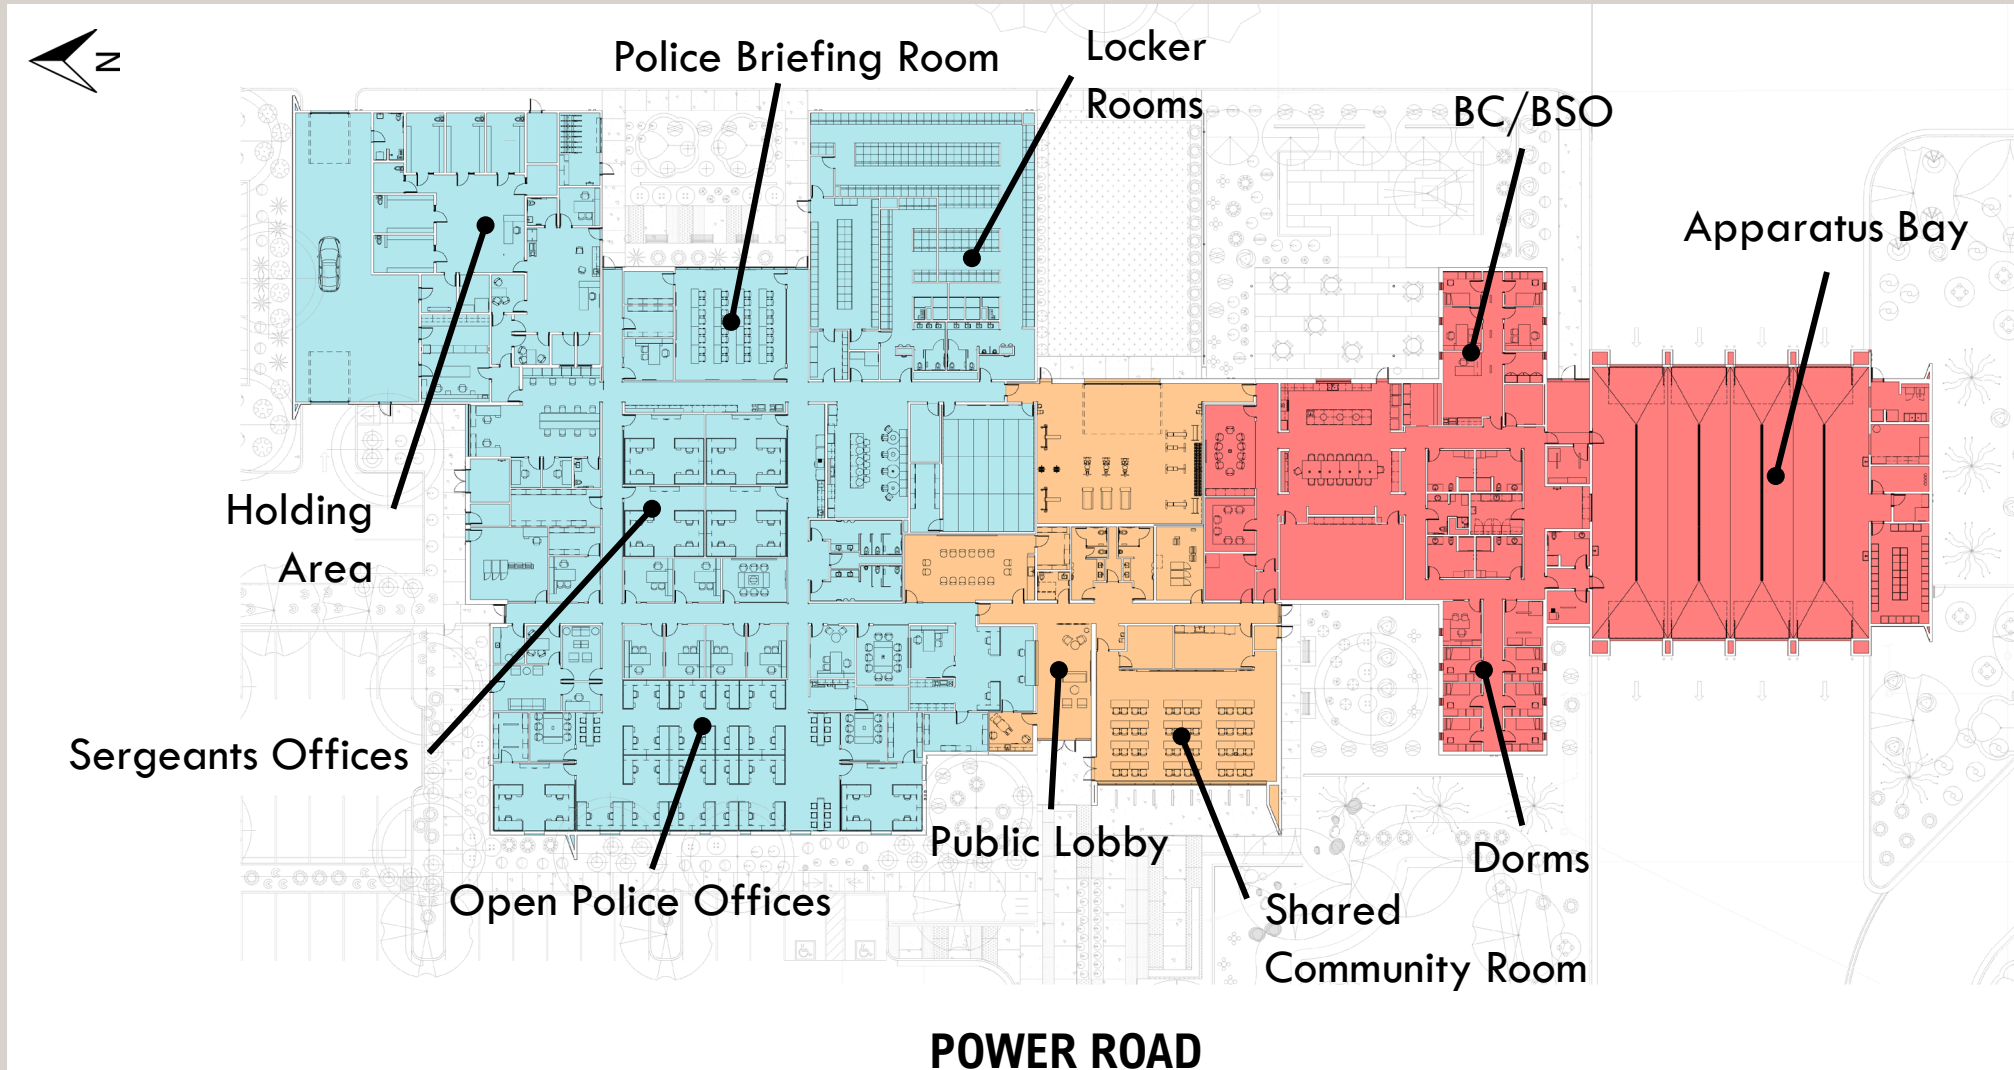 N
Police Briefing Room
Locker
Rooms
BC/BSO
Apparatus Bay
Holding
Area
Sergeants Offices
Open Police Offices
Public Lobby
Shared
Community Room
Dorms
POWER ROAD